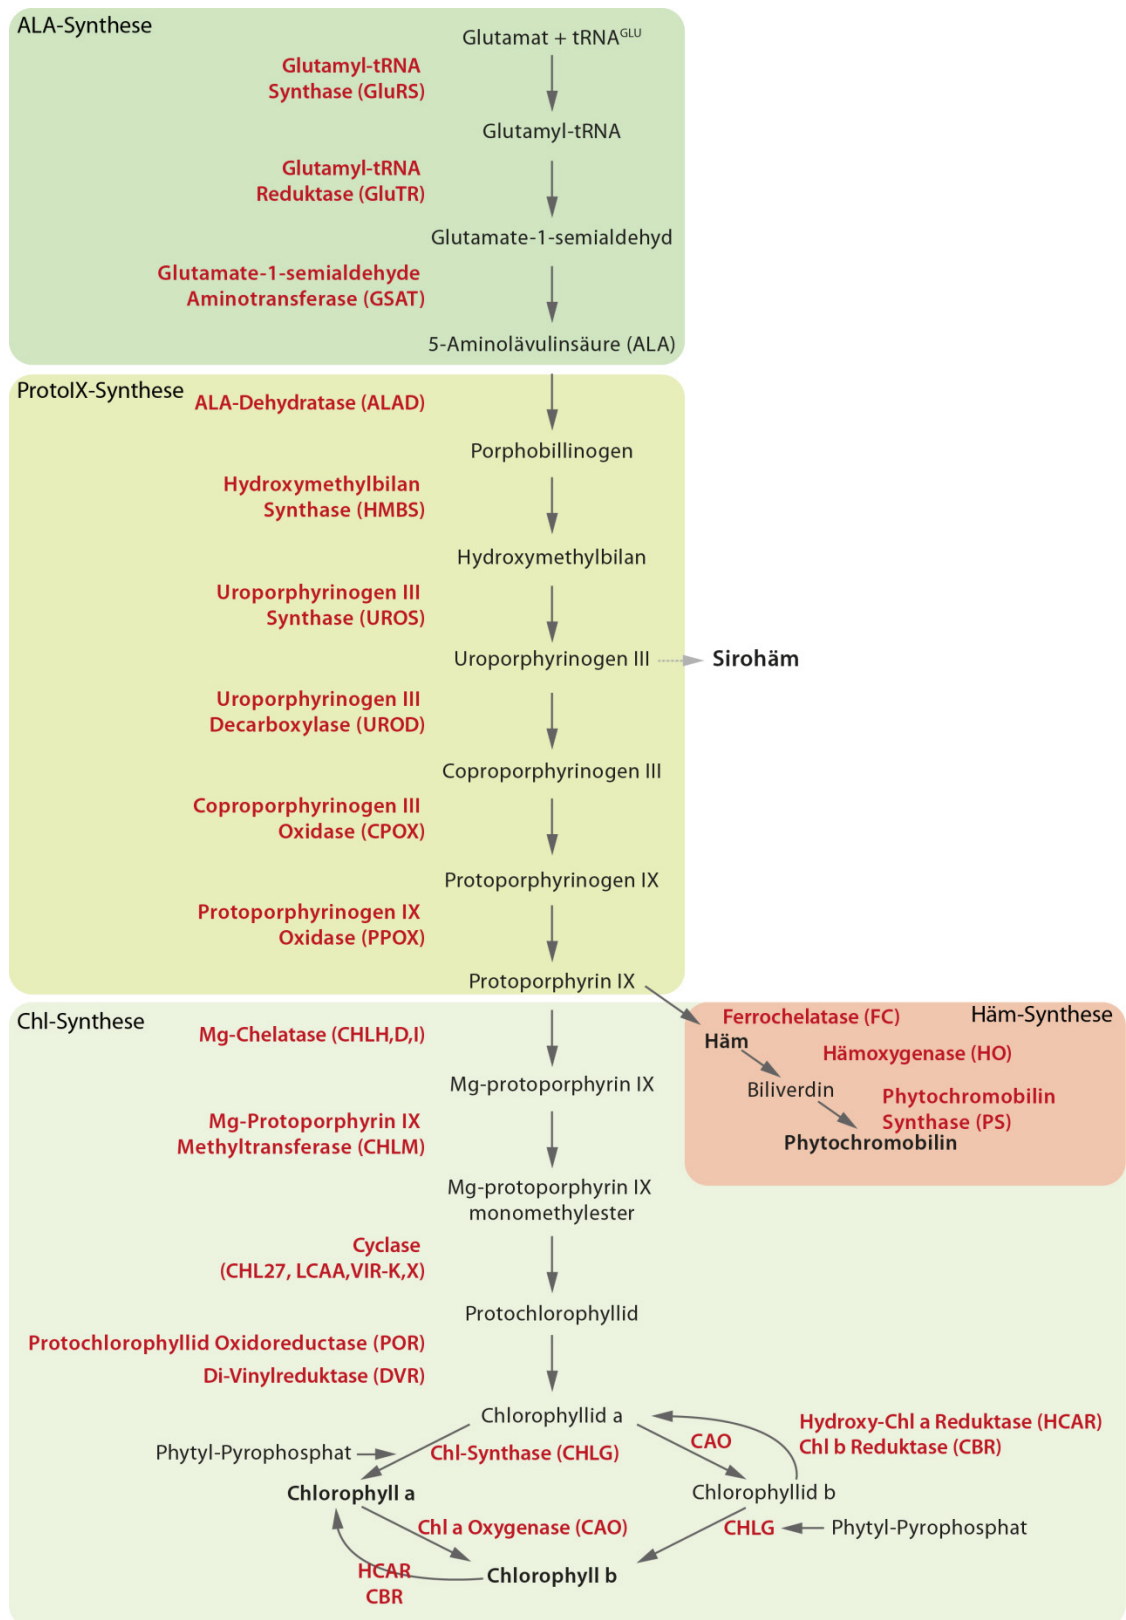 ALA-Synthese
Glutamat + tRNAGLU
Glutamyl-tRNA
Synthase (GluRS)
Glutamyl-tRNA
Glutamyl-tRNA
Reduktase (GluTR)
Glutamate-1-semialdehyd
Glutamate-1-semialdehyde
Aminotransferase (GSAT)
5-Aminolävulinsäure (ALA)
ProtoIX-Synthese
ALA-Dehydratase (ALAD)
Porphobillinogen
Hydroxymethylbilan
Synthase (HMBS)
Hydroxymethylbilan
Uroporphyrinogen III
Synthase (UROS)
Uroporphyrinogen III
Sirohäm
Uroporphyrinogen III
Decarboxylase (UROD)
Coproporphyrinogen III
Coproporphyrinogen III
Oxidase (CPOX)
Protoporphyrinogen IX
Protoporphyrinogen IX
Oxidase (PPOX)
Protoporphyrin IX
Chl-Synthese
Mg-Chelatase (CHLH,D,I)
Mg-protoporphyrin IX
Mg-Protoporphyrin IX
Methyltransferase (CHLM)
Mg-protoporphyrin IX
monomethylester
Häm-Synthese
Ferrochelatase (FC)
Häm
Hämoxygenase (HO)
Biliverdin
Phytochromobilin
Synthase (PS)
Phytochromobilin
Cyclase
(CHL27, LCAA,VIR-K,X)
Protochlorophyllid
Protochlorophyllid Oxidoreductase (POR)
Di-Vinylreduktase (DVR)
Chlorophyllid a
Hydroxy-Chl a Reduktase (HCAR)
Chl b Reduktase (CBR)
Phytyl-Pyrophosphat
Chl-Synthase (CHLG)
CAO
Chlorophyll a
Chlorophyllid b
Chl a Oxygenase (CAO)
CHLG
Phytyl-Pyrophosphat
HCAR
CBR
Chlorophyll b